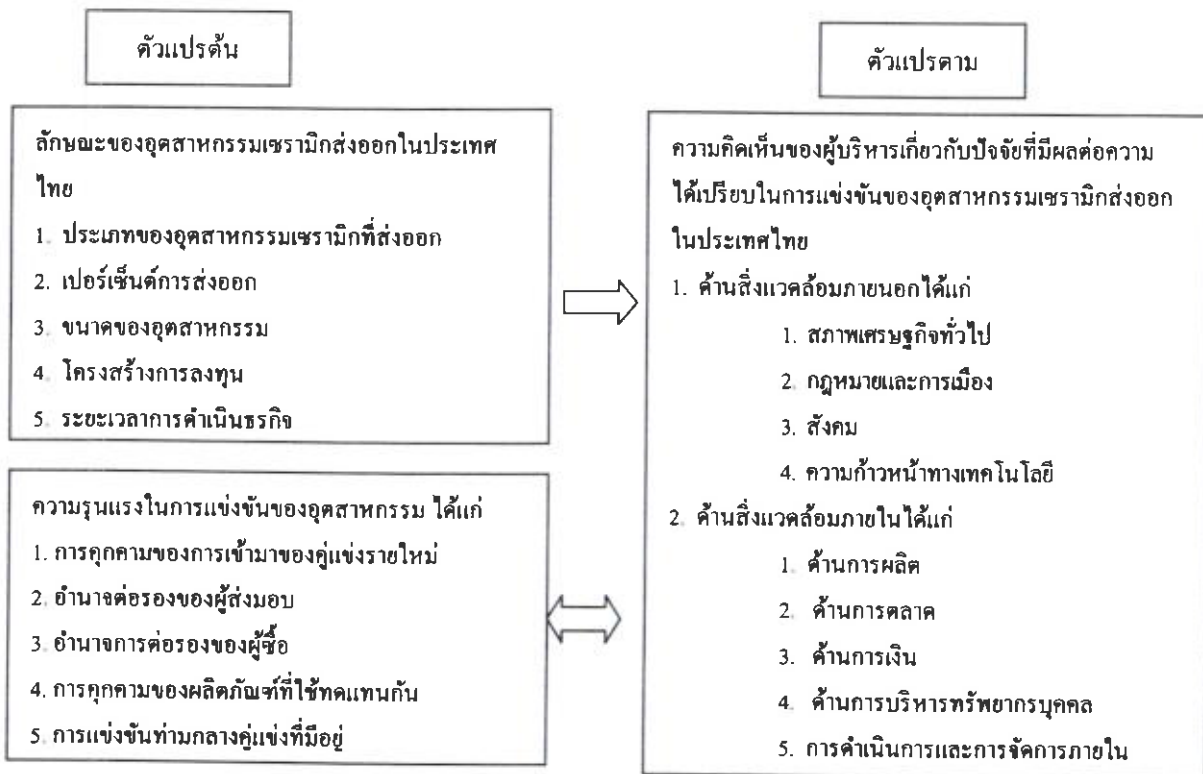 ตัวแปรต้น
ลักษณะของอุตสาหกรรมเซรามิกส่งออกในประเทศ
ไทย
1. ประเภทของอุตสาหกรรมเซรามิกที่ส่งออก
2. เปอร์เซ็นต์การส่งออก
3. ขนาดของอุตสาหกรรม
4. โครงสร้างการลงทุน
5. ระยะเวลาการดำเนินธรกิจ
ความรุนแรงในการแข่งขันของอุตสาหกรรม ได้แก่
1. การคุกคามของการเข้ามาของคู่แข่งรายใหม่
2. อำนาจต่อรองของผู้ส่งมอบ
3. อำนาจการต่อรองของผู้ซื้อ
4. การคุกคามของผลิตภัณฑ์ที่ใช้ทดแทนกัน
5. การแข่งขันท่ามกลางคู่แข่งที่มีอยู่
ตัวแปรตาม
ความคิดเห็นของผู้บริหารเกี่ยวกับปัจจัยที่มีผลต่อความ
ได้เปรียบในการแข่งขันของอุตสาหกรรมเซรามิกส่งออก
ในประเทศไทย
1. ด้านสิ่งแวดล้อมภายนอกได้แก่
1. สภาพเศรษฐกิจทั่วไป
2. กฎหมายและการเมือง
3. สังคม
4. ความก้าวหน้าทางเทคโนโลยี
2. ด้านสิ่งแวดล้อมภายในได้แก่
1. ด้านการผลิต
2. ด้านการตลาด
3. ด้านการเงิน
4. ด้านการบริหารทรัพยากรบุคคล
5. การดำเนินการและการจัดการภายใน